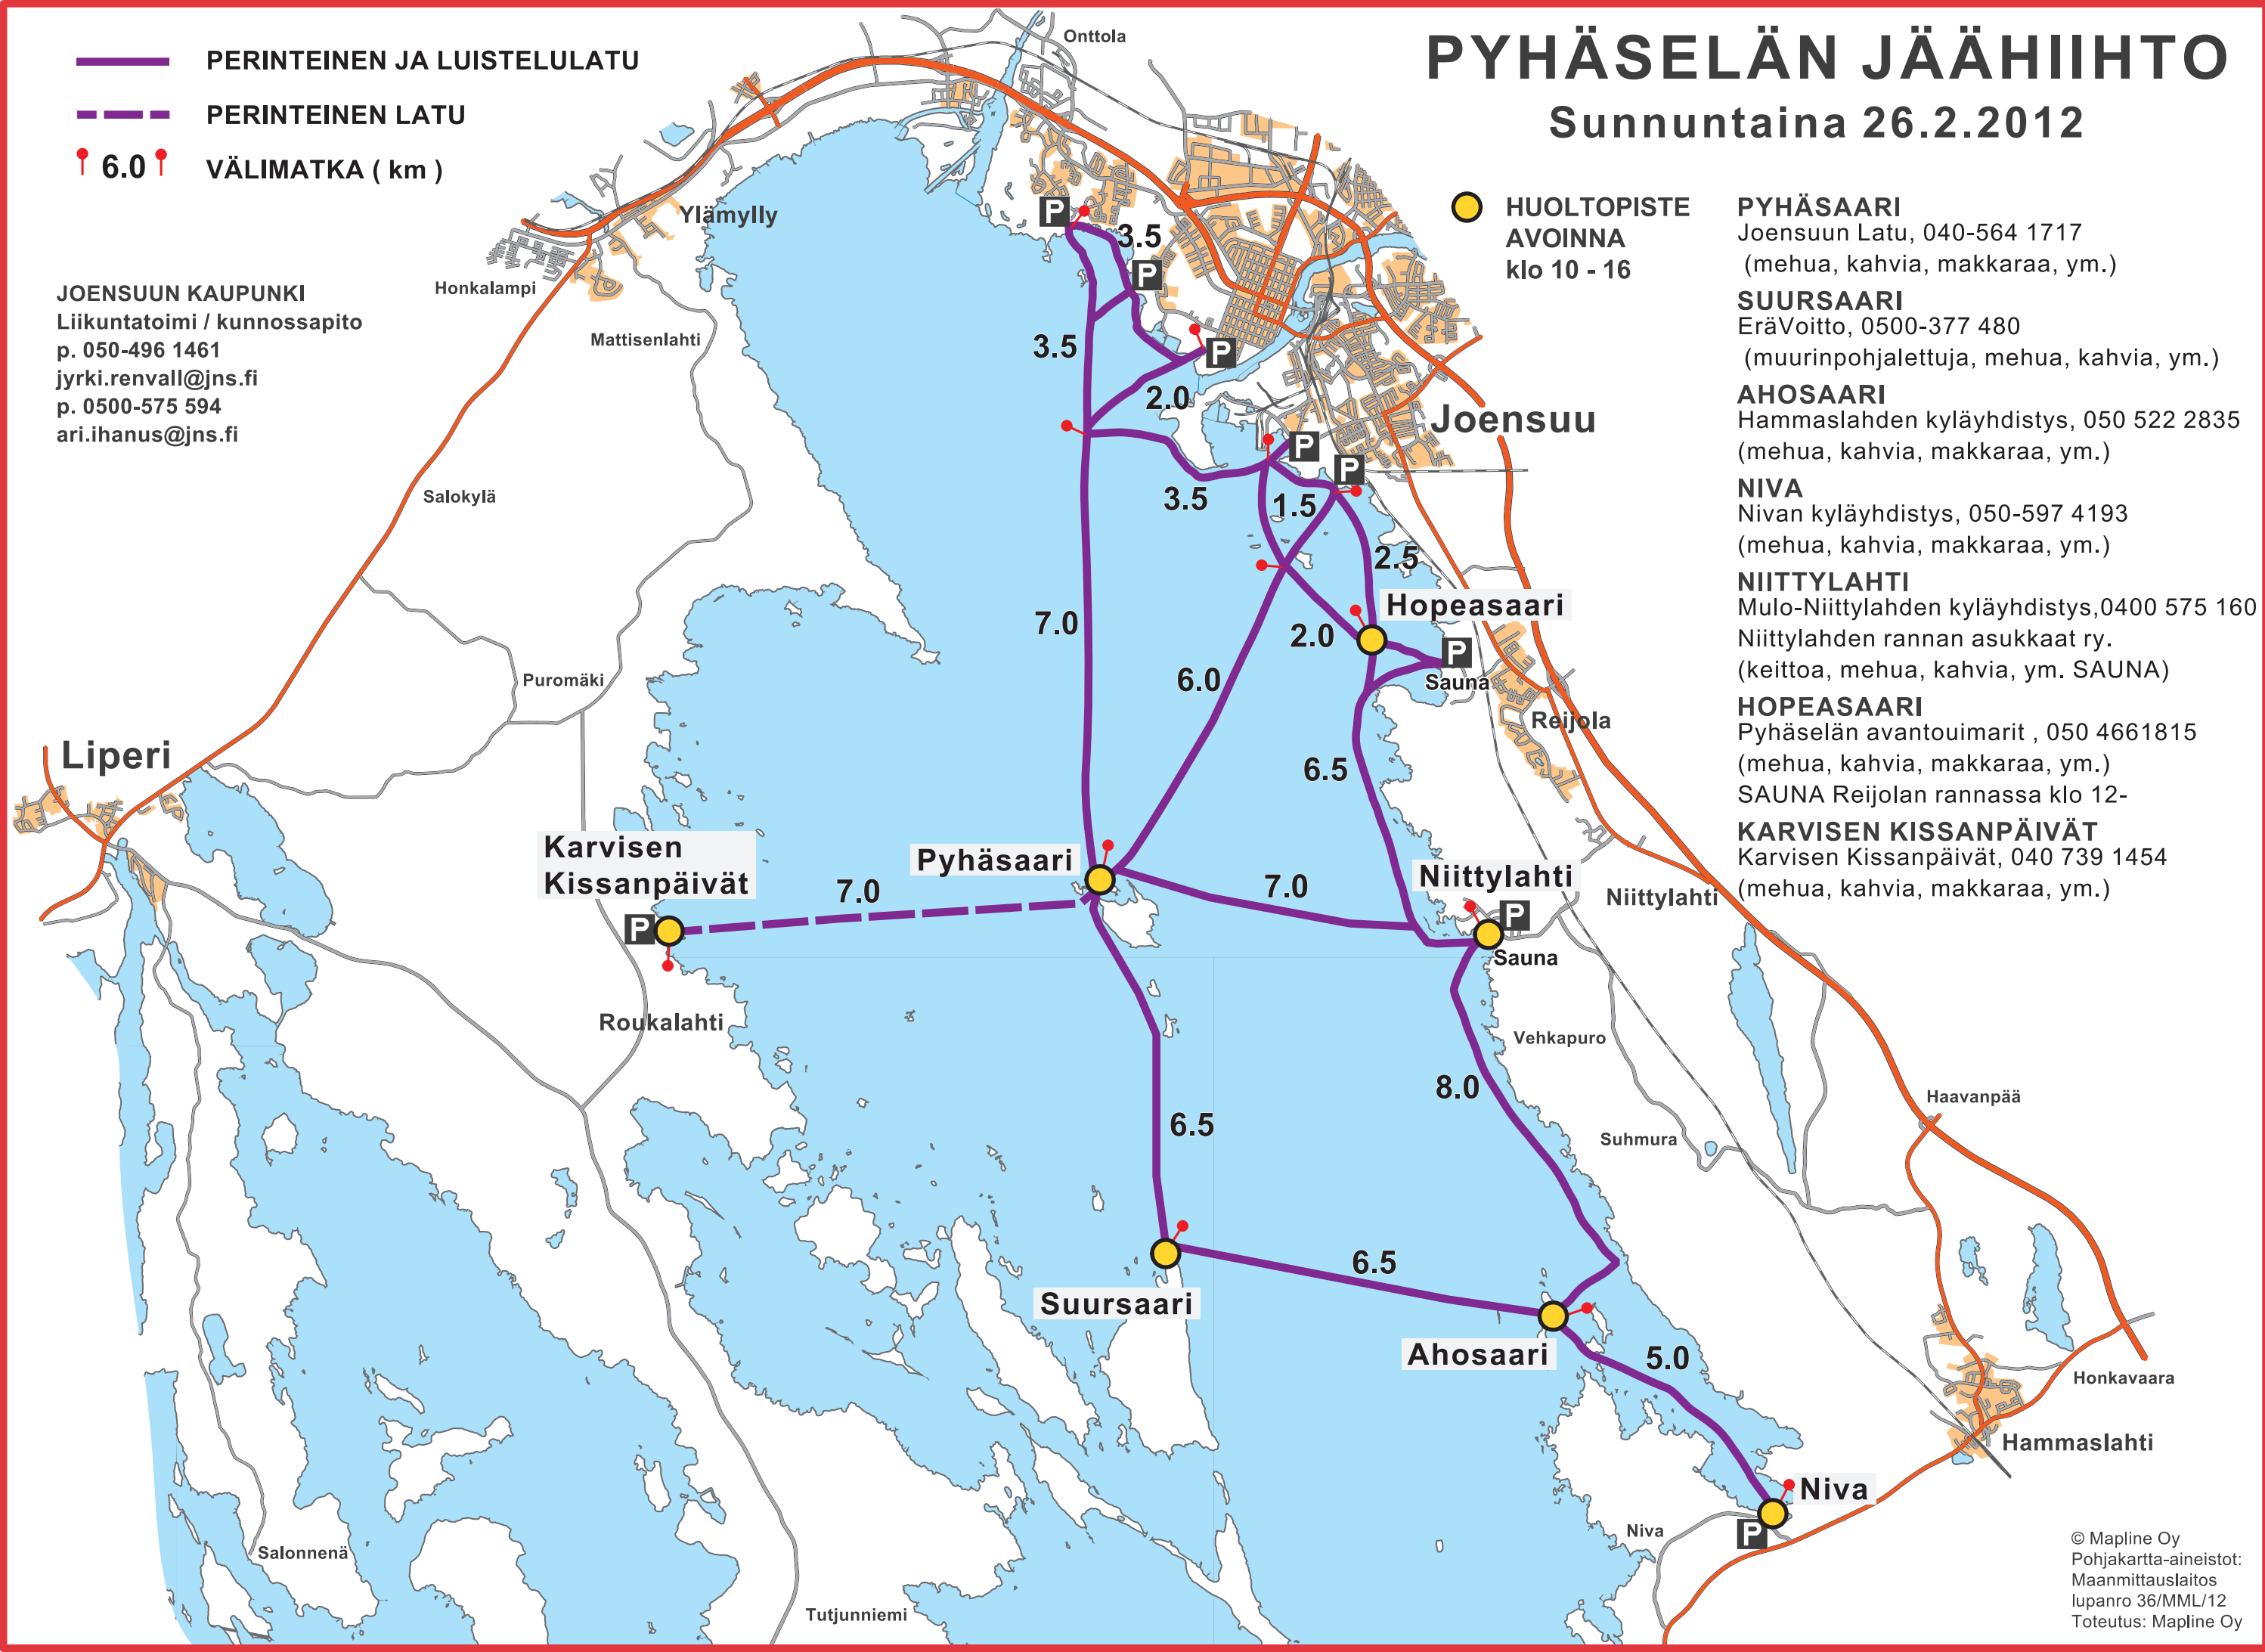 PYHÄSELÄN JÄÄHIIHTO
Sunnuntaina 26.2.2012
PERINTEINEN JA LUISTELULATU
PERINTEINEN LATU
6.0 VÄLIMATKA ( km )
JOENSUUN KAUPUNKI
Liikuntatoimi / kunnossapito
p. 050-496 1461
jyrki.renvall@jns.fi
p. 0500-575 594
ari.ihanus@jns.fi
HUOLTOPISTE
AVOINNA
klo 10 - 16
PYHÄSAARI
Joensuun Latu, 040-564 1717
(mehua, kahvia, makkaraa, ym.)
SUURSAARI
EräVoitto, 0500-377 480
(muurinpohjalettuja, mehua, kahvia, ym.)
AHOSAARI
Hammaslahden kyläyhdistys, 050 522 2835
(mehua, kahvia, makkaraa, ym.)
NIVA
Nivan kyläyhdistys, 050-597 4193
(mehua, kahvia, makkaraa, ym.)
NIITTYLAHTI
Mulo-Niittylahden kyläyhdistys,0400 575 160
Niittylahden rannan asukkaat ry.
(keittoa, mehua, kahvia, ym. SAUNA)
HOPEASAARI
Pyhäselän avantouimarit , 050 4661815
(mehua, kahvia, makkaraa, ym.)
SAUNA Reijolan rannassa klo 12-
KARVISEN KISSANPÄIVÄT
Karvisen Kissanpäivät, 040 739 1454
(mehua, kahvia, makkaraa, ym.)
Onttola
Ylämylly
P
3.5
P
Honkalampi
Mattisenlahti
3.5
P
2.0
Joensuu
P
P
Salokylä
3.5
1.5
2.5
Hopeasaari
7.0
2.0
P
Sauna
Puromäki
6.0
Reijola
Liperi
6.5
Karvisen
Kissanpäivät
Pyhäsaari
7.0
7.0
Niittylahti
Niittylahti
P
P
Sauna
Roukalahti
Vehkapuro
8.0
Haavanpää
6.5
Suhmura
6.5
Suursaari
Ahosaari
5.0
Honkavaara
Hammaslahti
Niva
Niva
P
Salonnenä
Tutjunniemi
© Mapline Oy
Pohjakartta-aineistot:
Maanmittauslaitos
lupanro 36/MML/12
Toteutus: Mapline Oy